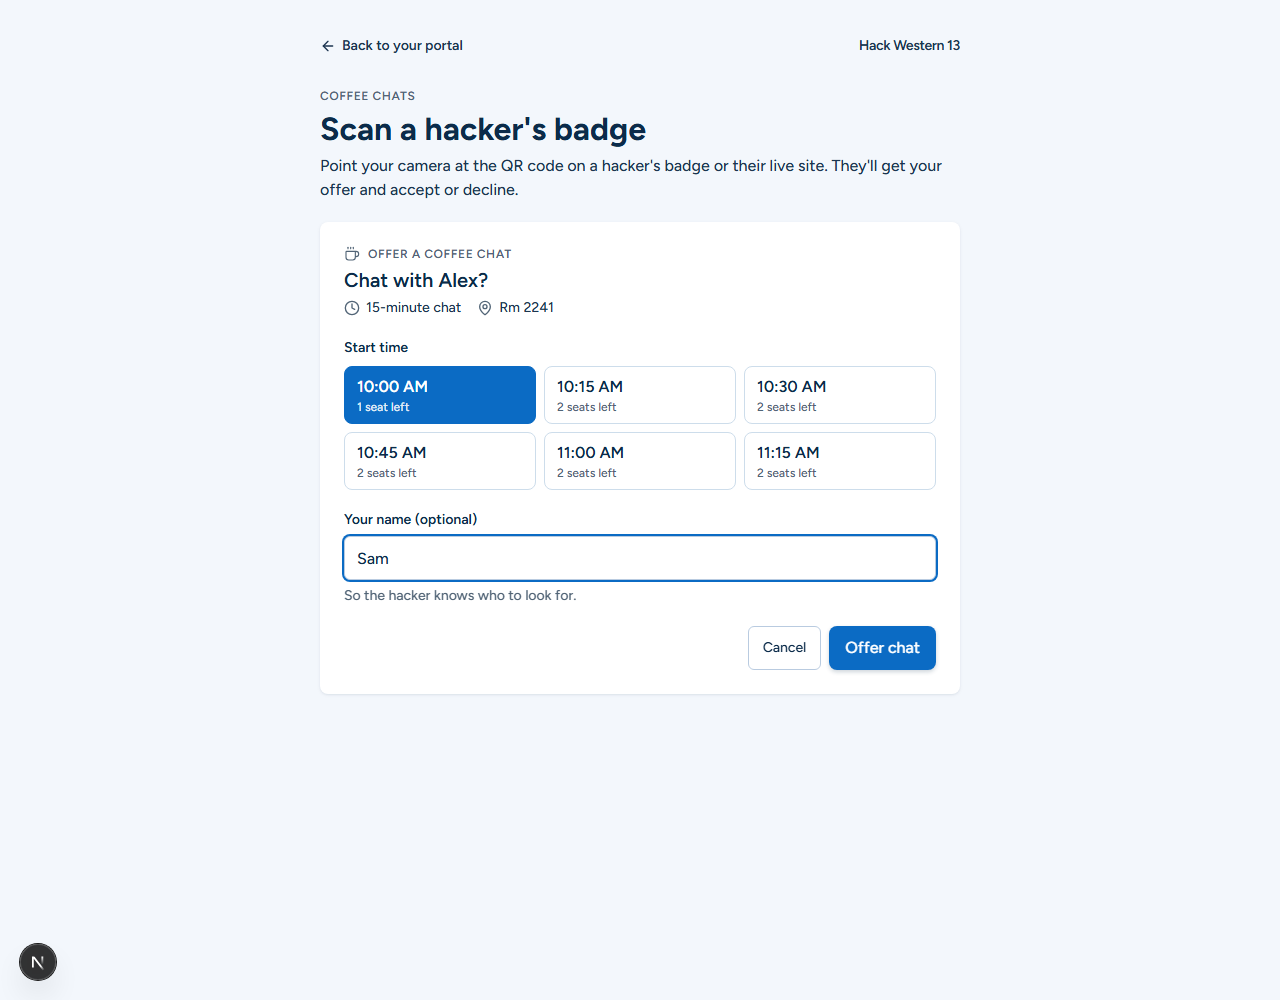 Back to your portal
Hack Western 13
COFFEE CHATS
Scan a hacker's badge
Point your camera at the QR code on a hacker's badge or their live site. They'll get your
offer and accept or decline.
OFFER A COFFEE CHAT
Chat with Alex?
15-minute chat
Rm 2241
Start time
10:00 AM
1 seat left
10:15 AM
2 seats left
10:30 AM
2 seats left
10:45 AM
2 seats left
11:00 AM
2 seats left
11:15 AM
2 seats left
Your name (optional)
Sam
So the hacker knows who to look for.
Cancel
Offer chat
N